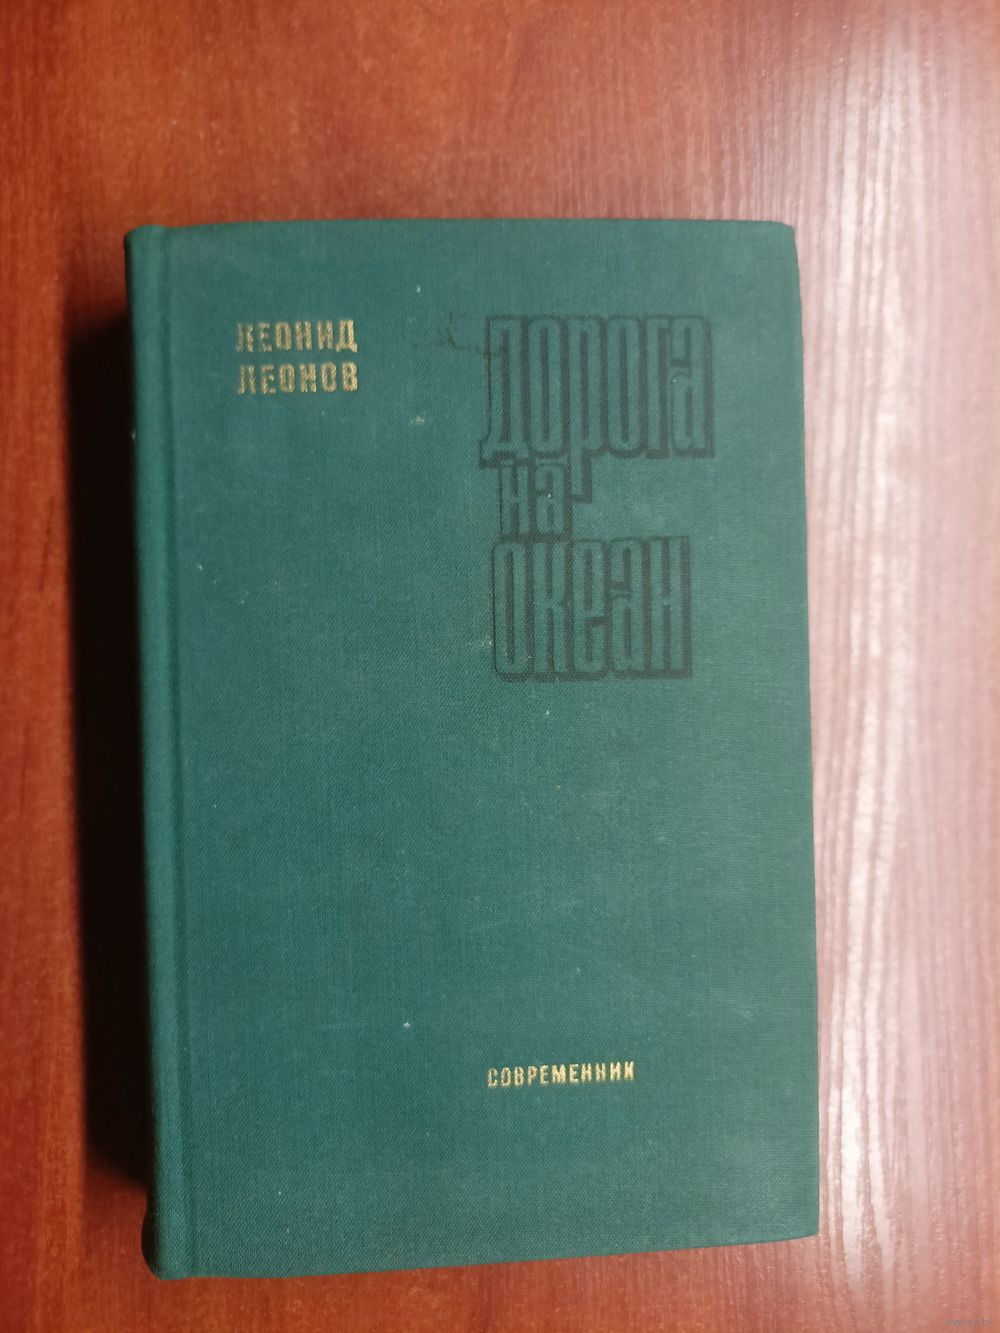 ЛЕОНИД
ЛЕОНОВ
ДОРОГА
на
Океан
СОВРЕМЕННИК